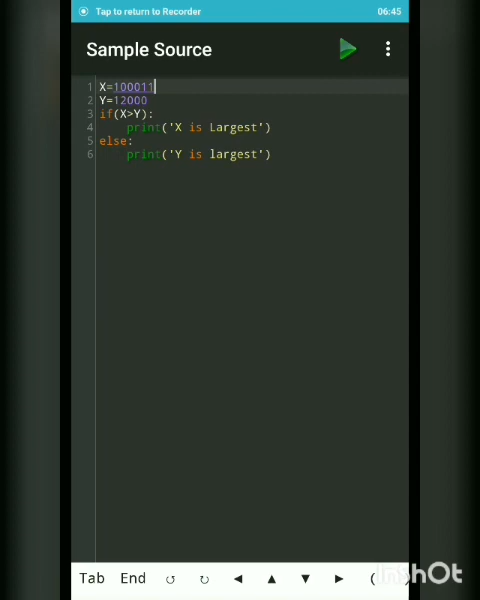 Tap to return to Recorder 06:45
Sample Source
1 X=100011
2 Y=12000
3 if(X>Y):
4     print('X is Largest')
5 else:
6     print('Y is largest')
Tab End ↺ ↻ ◀ ▲ ▼ ▶ ( )
InShOt